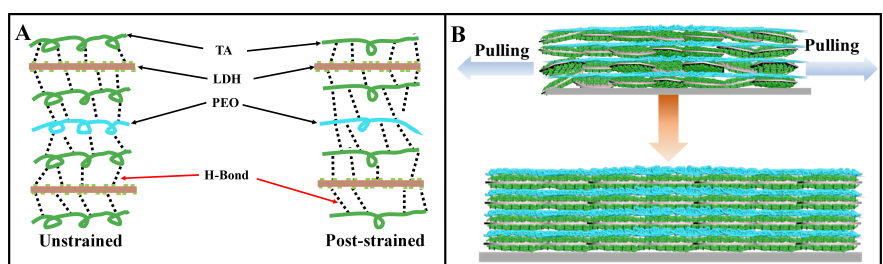 A
TA
LDH
PEO
H-Bond
Unstrained
Post-strained
B
Pulling
Pulling